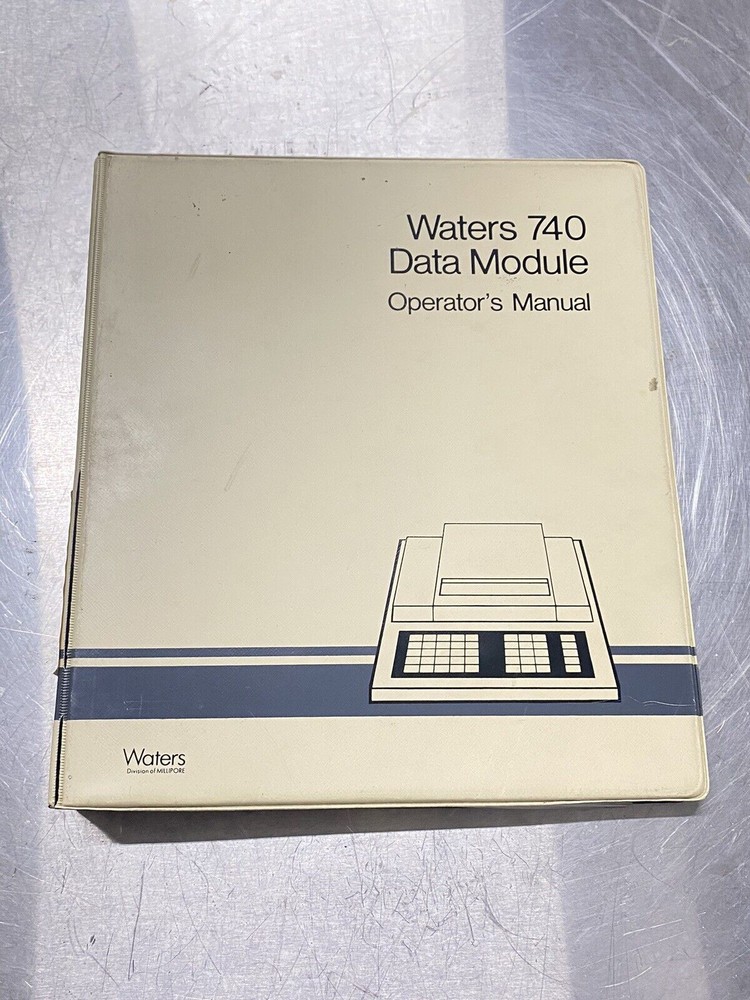 Waters 740
Data Module
Operator's Manual
Waters
Division of MILLIPORE